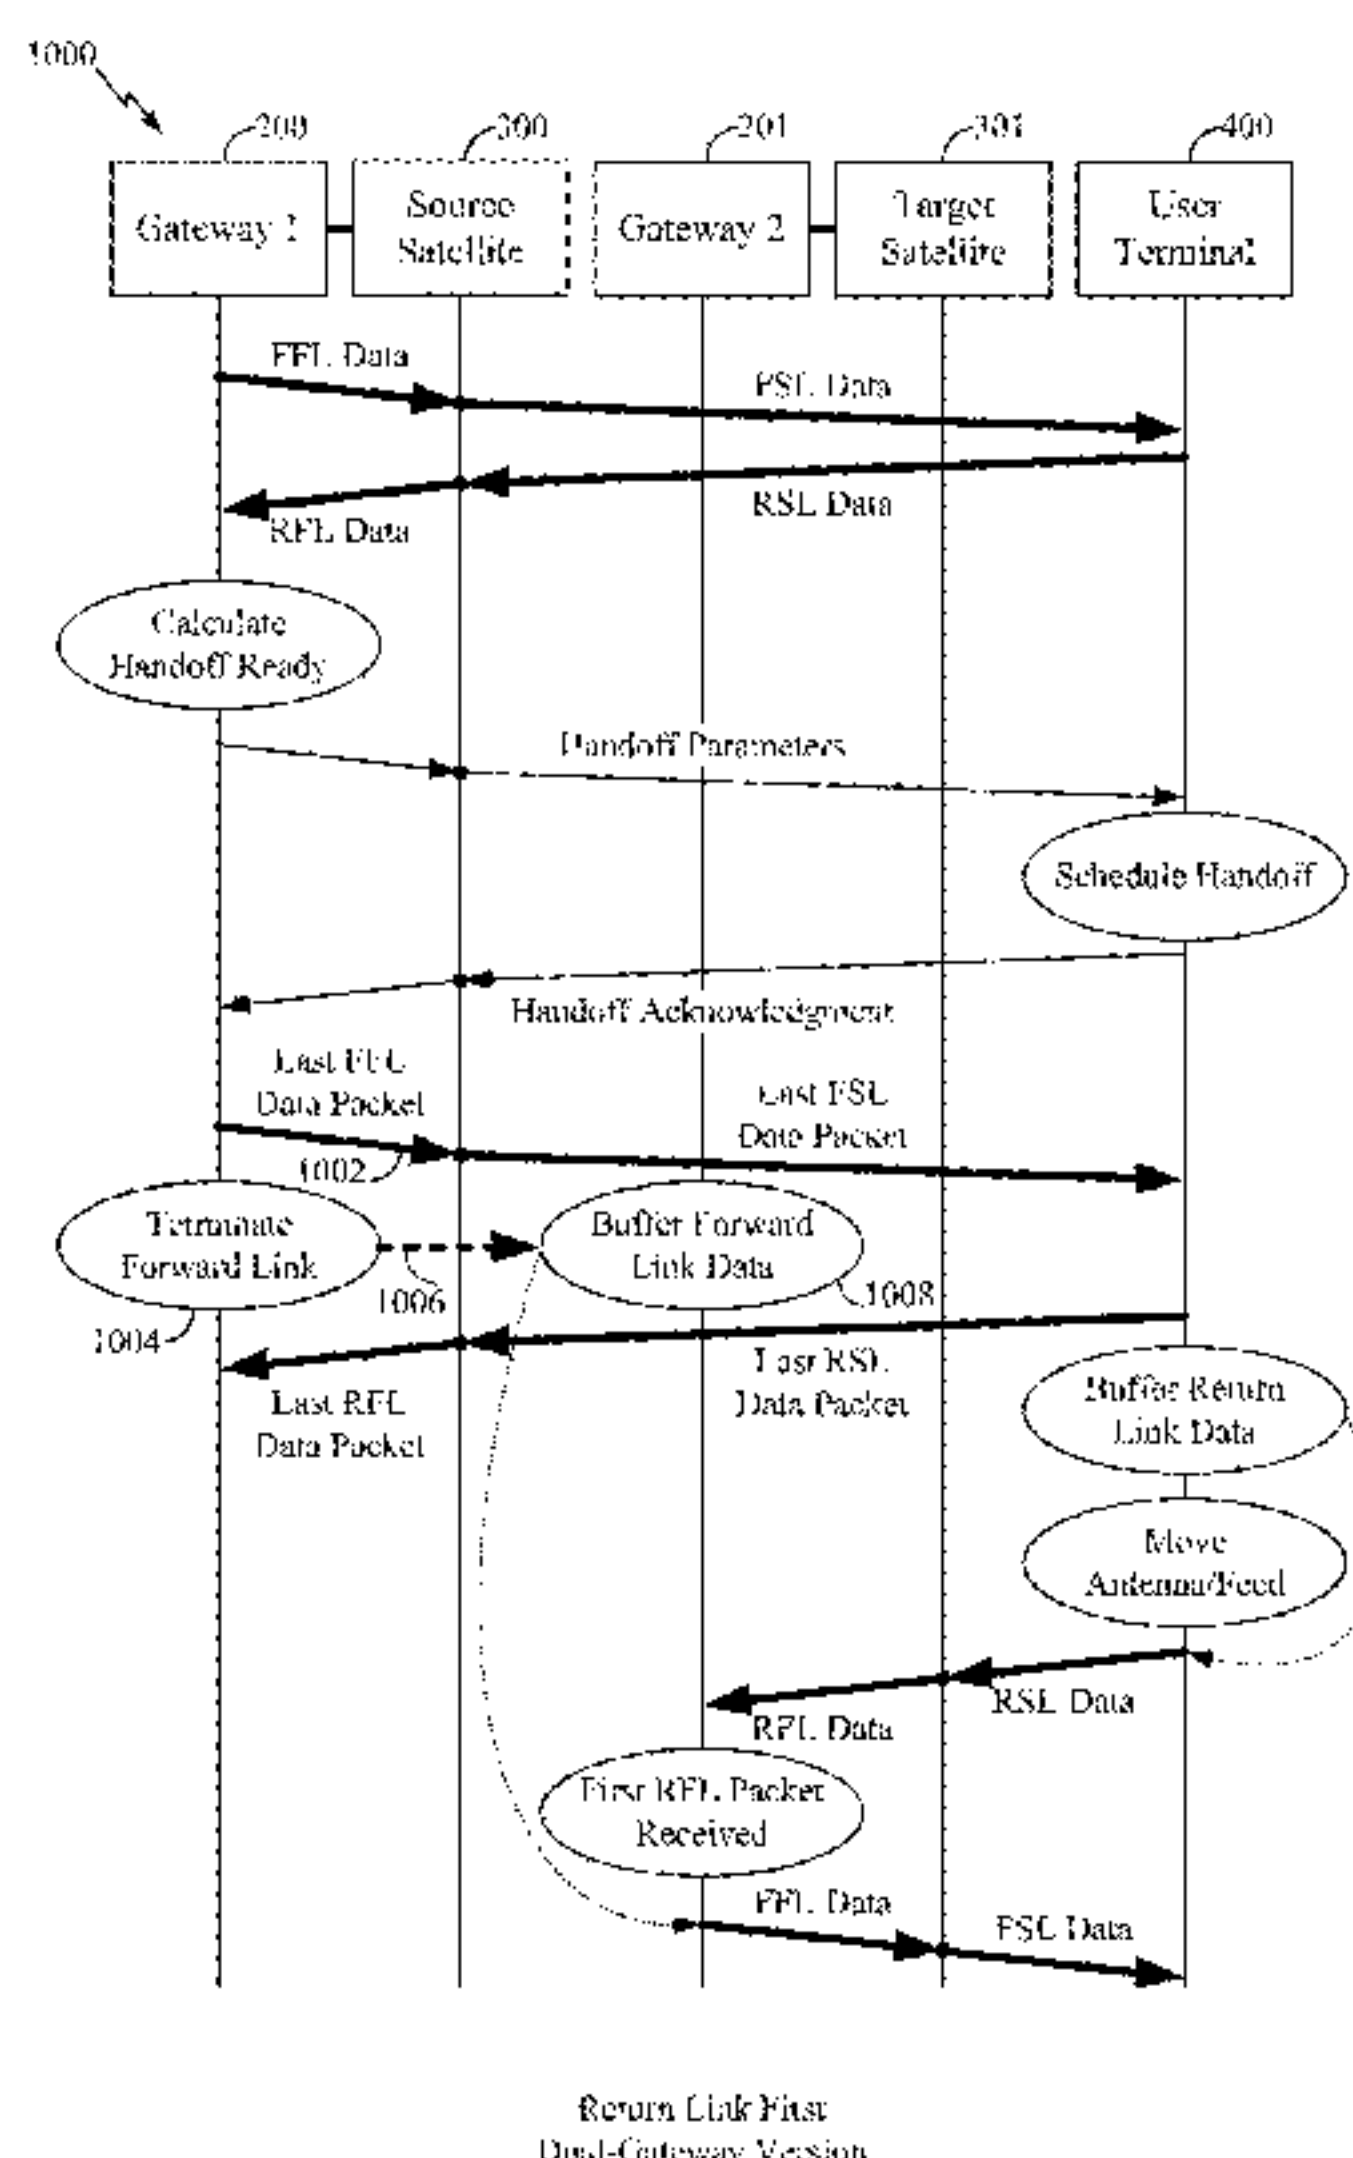 1000
200
300
201
301
400
Gateway 1
Source
Satellite
Gateway 2
Target
Satellite
User
Terminal
FFL Data
FSL Data
RSL Data
RFL Data
Calculate
Handoff Ready
Handoff Parameters
Schedule Handoff
Handoff Acknowledgment
Last FFL
Data Packet
Last FSL
Data Packet
1002
Terminate
Forward Link
Buffer Forward
Link Data
1006
1008
1004
Last RSL
Data Packet
Last RFL
Data Packet
Buffer Return
Link Data
Move
Antenna/Feed
RSL Data
RFL Data
First RFL Packet
Received
FFL Data
FSL Data
Return Link First
Dual-Gateway Version